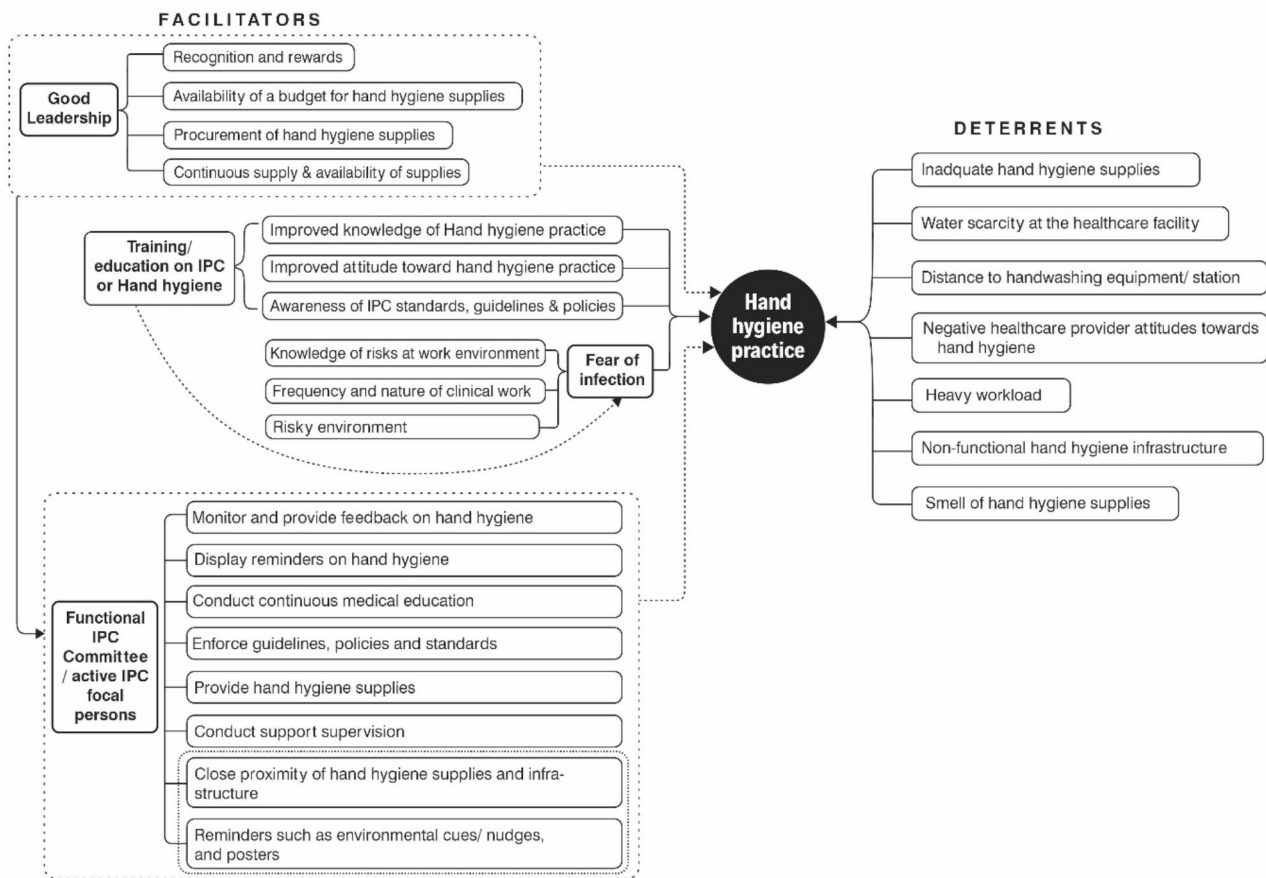 FACILITATORS
Good
Leadership
Recognition and rewards
Availability of a budget for hand hygiene supplies
Procurement of hand hygiene supplies
Continuous supply & availability of supplies
Training/
education on IPC
or Hand hygiene
Improved knowledge of Hand hygiene practice
Improved attitude toward hand hygiene practice
Awareness of IPC standards, guidelines & policies
Knowledge of risks at work environment
Frequency and nature of clinical work
Risky environment
Fear of
infection
Functional
IPC
Committee
/ active IPC
focal
persons
Monitor and provide feedback on hand hygiene
Display reminders on hand hygiene
Conduct continuous medical education
Enforce guidelines, policies and standards
Provide hand hygiene supplies
Conduct support supervision
Close proximity of hand hygiene supplies and infra-
structure
Reminders such as environmental cues/ nudges,
and posters
Hand
hygiene
practice
DETERRENTS
Inadquate hand hygiene supplies
Water scarcity at the healthcare facility
Distance to handwashing equipment/ station
Negative healthcare provider attitudes towards
hand hygiene
Heavy workload
Non-functional hand hygiene infrastructure
Smell of hand hygiene supplies